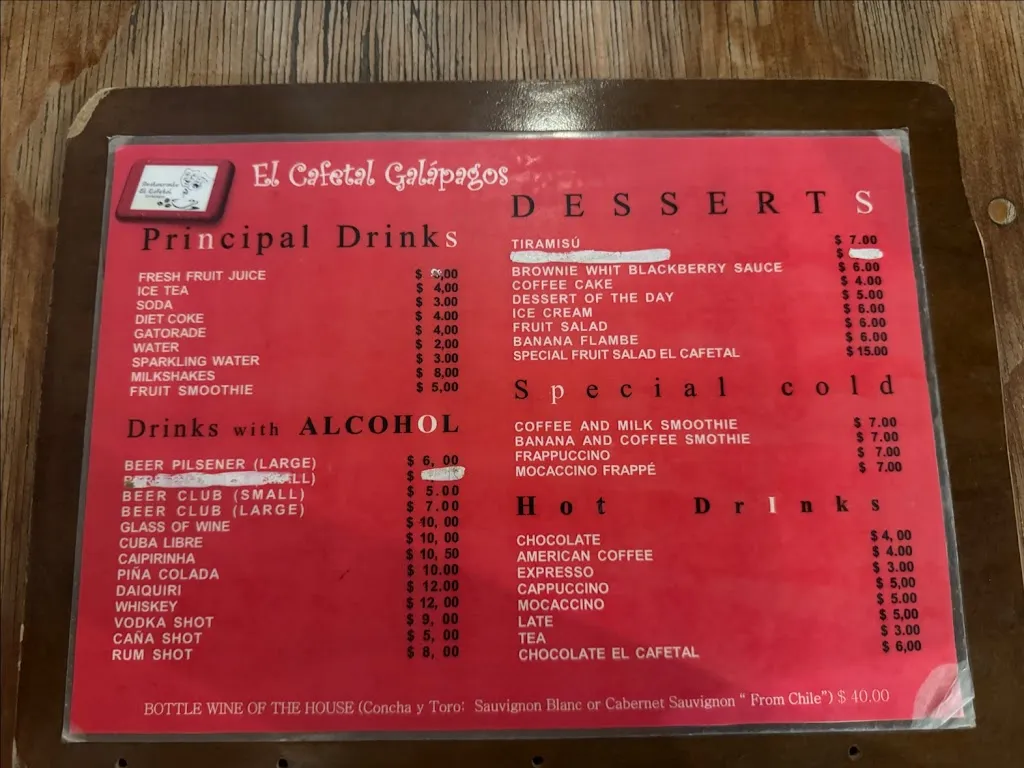 El Cafetal Galápagos
Principal Drinks
FRESH FRUIT JUICE $ ,00
ICE TEA $ 4,00
SODA $ 3.00
DIET COKE $ 4.00
GATORADE $ 4,00
WATER $ 2,00
SPARKLING WATER $ 3.00
MILKSHAKES $ 8,00
FRUIT SMOOTHIE $ 5,00
Drinks with ALCOHOL
BEER PILSENER (LARGE) $ 6, 00
$
BEER CLUB (SMALL) $ 5.00
BEER CLUB (LARGE) $ 7.00
GLASS OF WINE $ 10, 00
CUBA LIBRE $ 10, 00
CAIPIRINHA $ 10, 50
PIÑA COLADA $ 10.00
DAIQUIRI $ 12.00
WHISKEY $ 12, 00
VODKA SHOT $ 9, 00
CAÑA SHOT $ 5, 00
RUM SHOT $ 8, 00
DESSERTS
TIRAMISÚ $ 7.00
$
BROWNIE WHIT BLACKBERRY SAUCE $ 6.00
COFFEE CAKE $ 4.00
DESSERT OF THE DAY $ 5.00
ICE CREAM $ 6.00
FRUIT SALAD $ 6.00
BANANA FLAMBE $ 6.00
SPECIAL FRUIT SALAD EL CAFETAL $ 15.00
Special cold
COFFEE AND MILK SMOOTHIE $ 7.00
BANANA AND COFFEE SMOTHIE $ 7.00
FRAPPUCCINO $ 7.00
MOCACCINO FRAPPÉ $ 7.00
Hot DrInks
CHOCOLATE $ 4, 00
AMERICAN COFFEE $ 4.00
EXPRESSO $ 3.00
CAPPUCCINO $ 5,00
MOCACCINO $ 5.00
LATE $ 5,00
TEA $ 3.00
CHOCOLATE EL CAFETAL $ 6,00
BOTTLE WINE OF THE HOUSE (Concha y Toro: Sauvignon Blanc or Cabernet Sauvignon “ From Chile”) $ 40.00